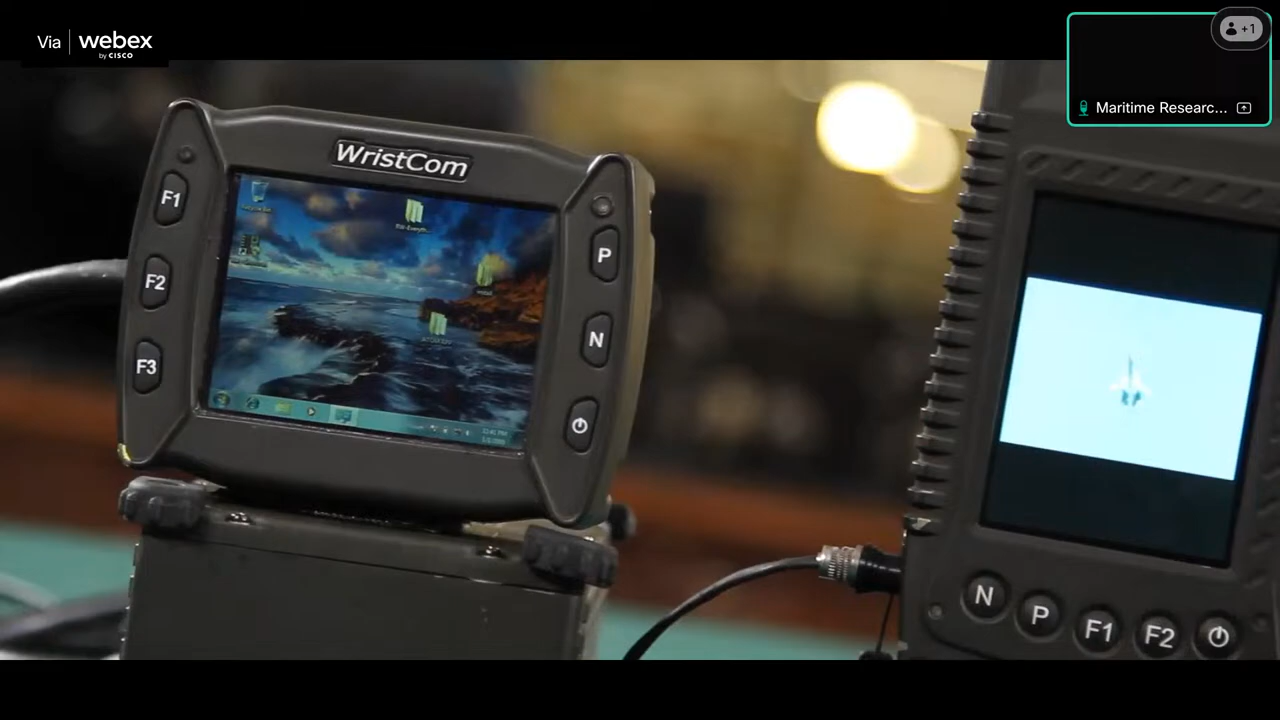 Via webex
by CISCO
+1
Maritime Researc...
WristCom
F1
F2
F3
P
N
N
P
F1
F2